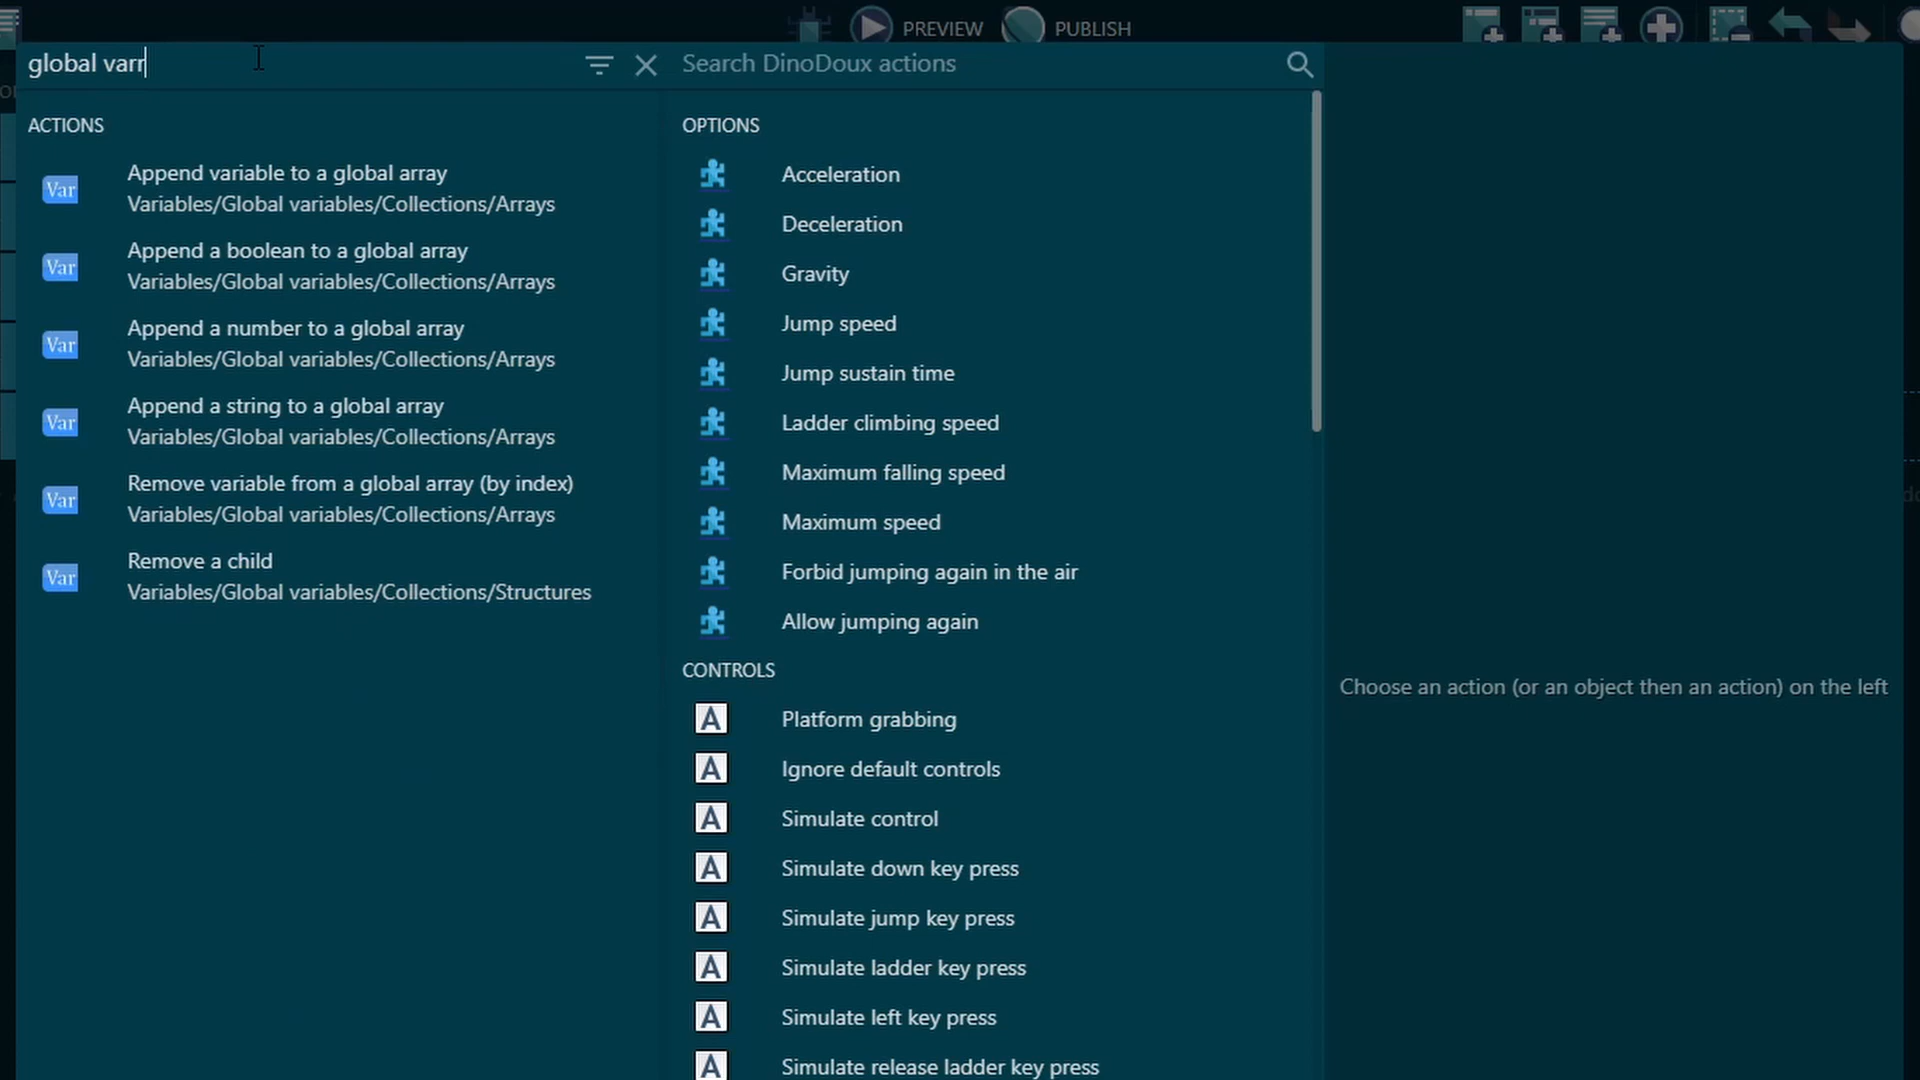 PREVIEW
PUBLISH
global varr
Search DinoDoux actions
ACTIONS
Var
Append variable to a global array
Variables/Global variables/Collections/Arrays
Var
Append a boolean to a global array
Variables/Global variables/Collections/Arrays
Var
Append a number to a global array
Variables/Global variables/Collections/Arrays
Var
Append a string to a global array
Variables/Global variables/Collections/Arrays
Var
Remove variable from a global array (by index)
Variables/Global variables/Collections/Arrays
Var
Remove a child
Variables/Global variables/Collections/Structures
OPTIONS
Acceleration
Deceleration
Gravity
Jump speed
Jump sustain time
Ladder climbing speed
Maximum falling speed
Maximum speed
Forbid jumping again in the air
Allow jumping again
CONTROLS
A Platform grabbing
A Ignore default controls
A Simulate control
A Simulate down key press
A Simulate jump key press
A Simulate ladder key press
A Simulate left key press
A Simulate release ladder key press
Choose an action (or an object then an action) on the left